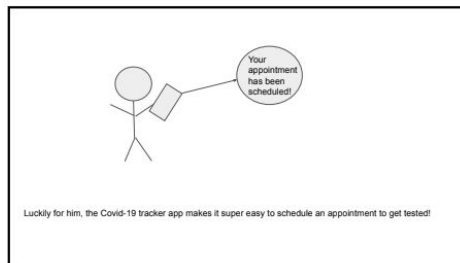 Your
appointment
has been
scheduled!
Luckily for him, the Covid-19 tracker app makes it super easy to schedule an appointment to get tested!